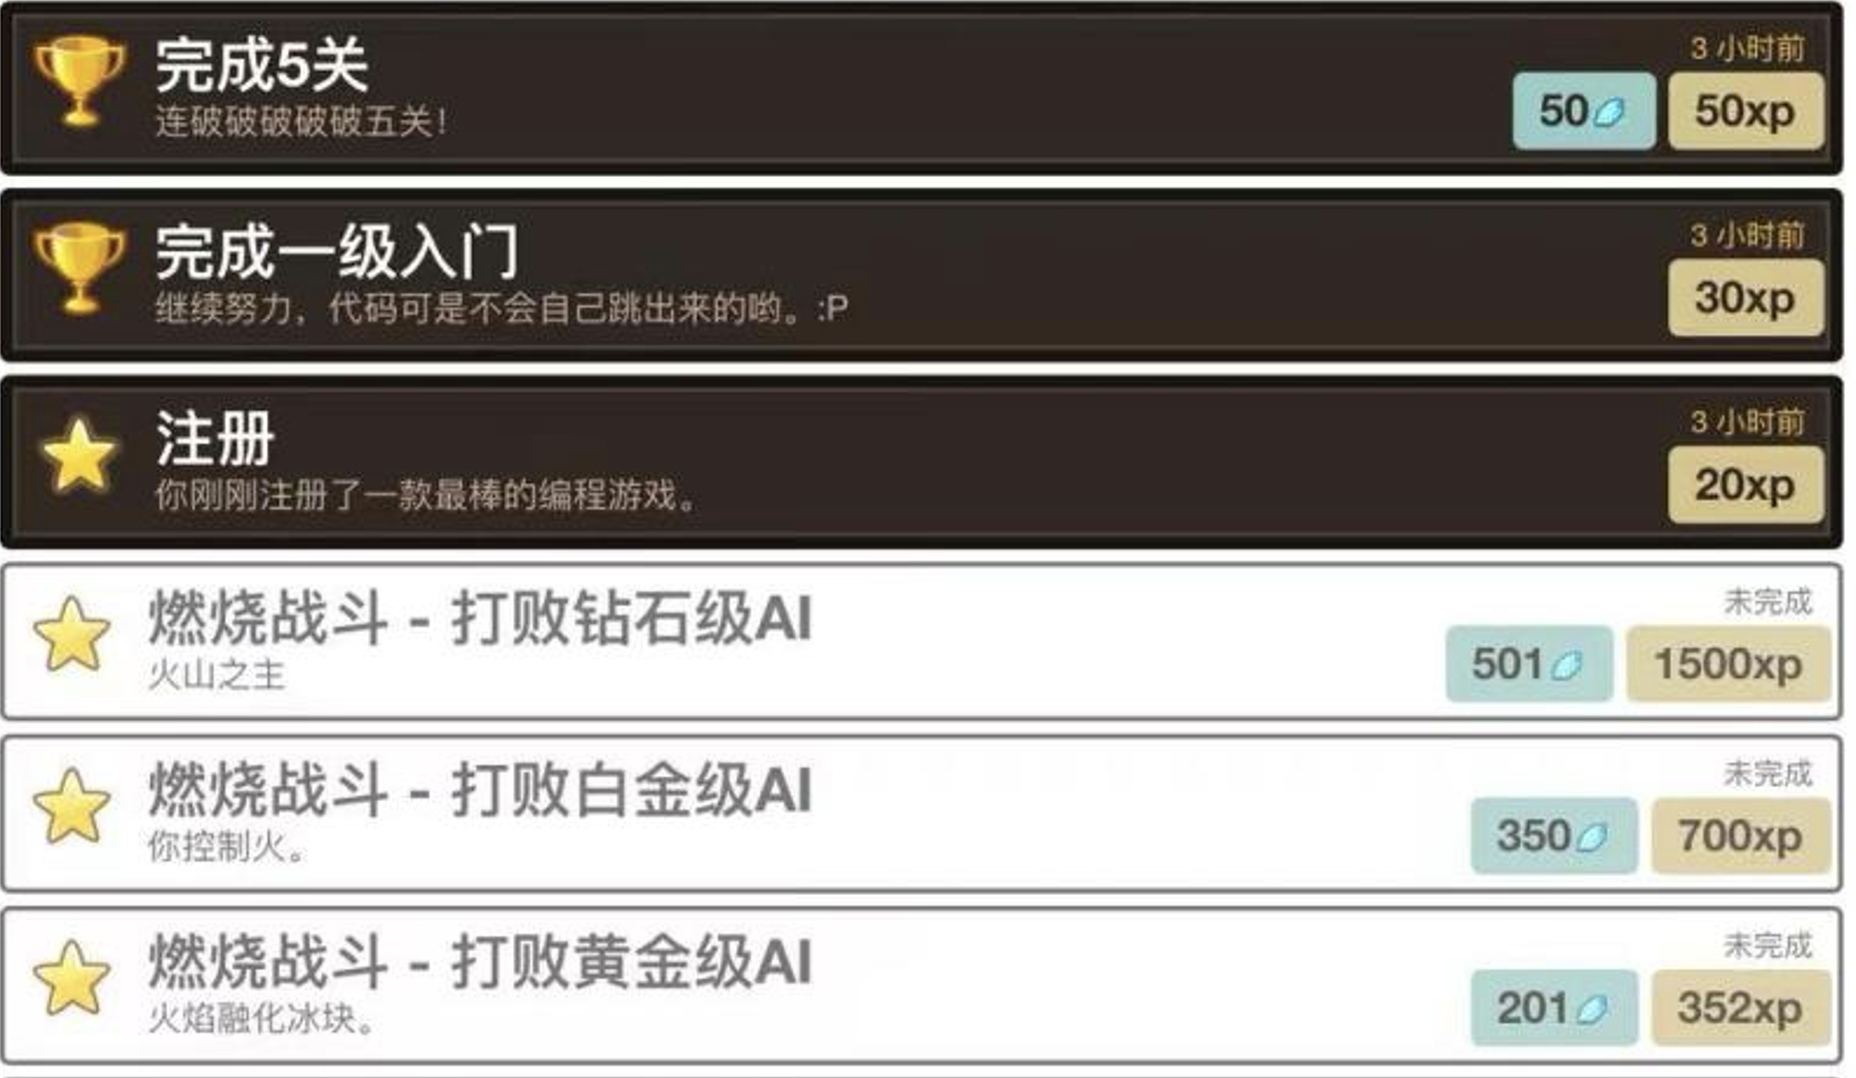 完成5关
3 小时前
连破破破破破五关！
50
50xp
完成一级入门
3 小时前
继续努力，代码可是不会自己跳出来的哟。:P
30xp
注册
3 小时前
你刚刚注册了一款最棒的编程游戏。
20xp
燃烧战斗 - 打败钻石级AI
未完成
火山之主
501
1500xp
燃烧战斗 - 打败白金级AI
未完成
你控制火。
350
700xp
燃烧战斗 - 打败黄金级AI
未完成
火焰融化冰块。
201
352xp